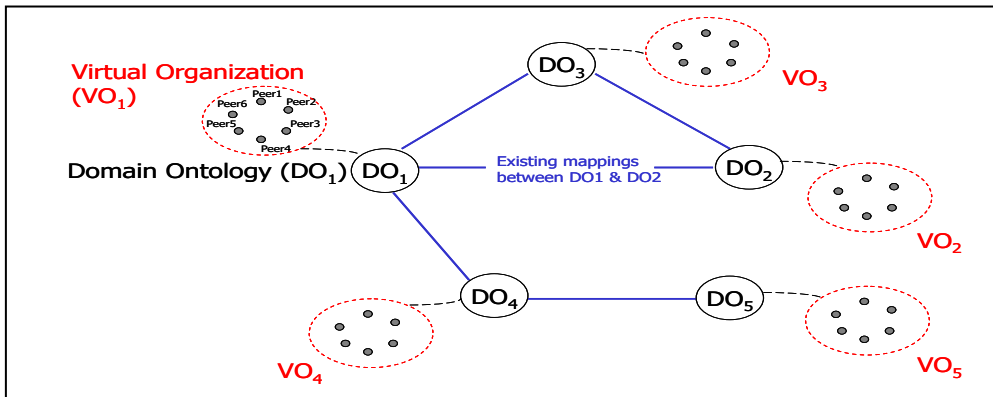 DO₃
VO₃
Virtual Organization
(VO₁)
Peer1
Peer6
Peer2
Peer5
Peer3
Peer4
Domain Ontology (DO₁)
DO₁
Existing mappings
between DO1 & DO2
DO₂
VO₂
DO₄
DO₅
VO₄
VO₅